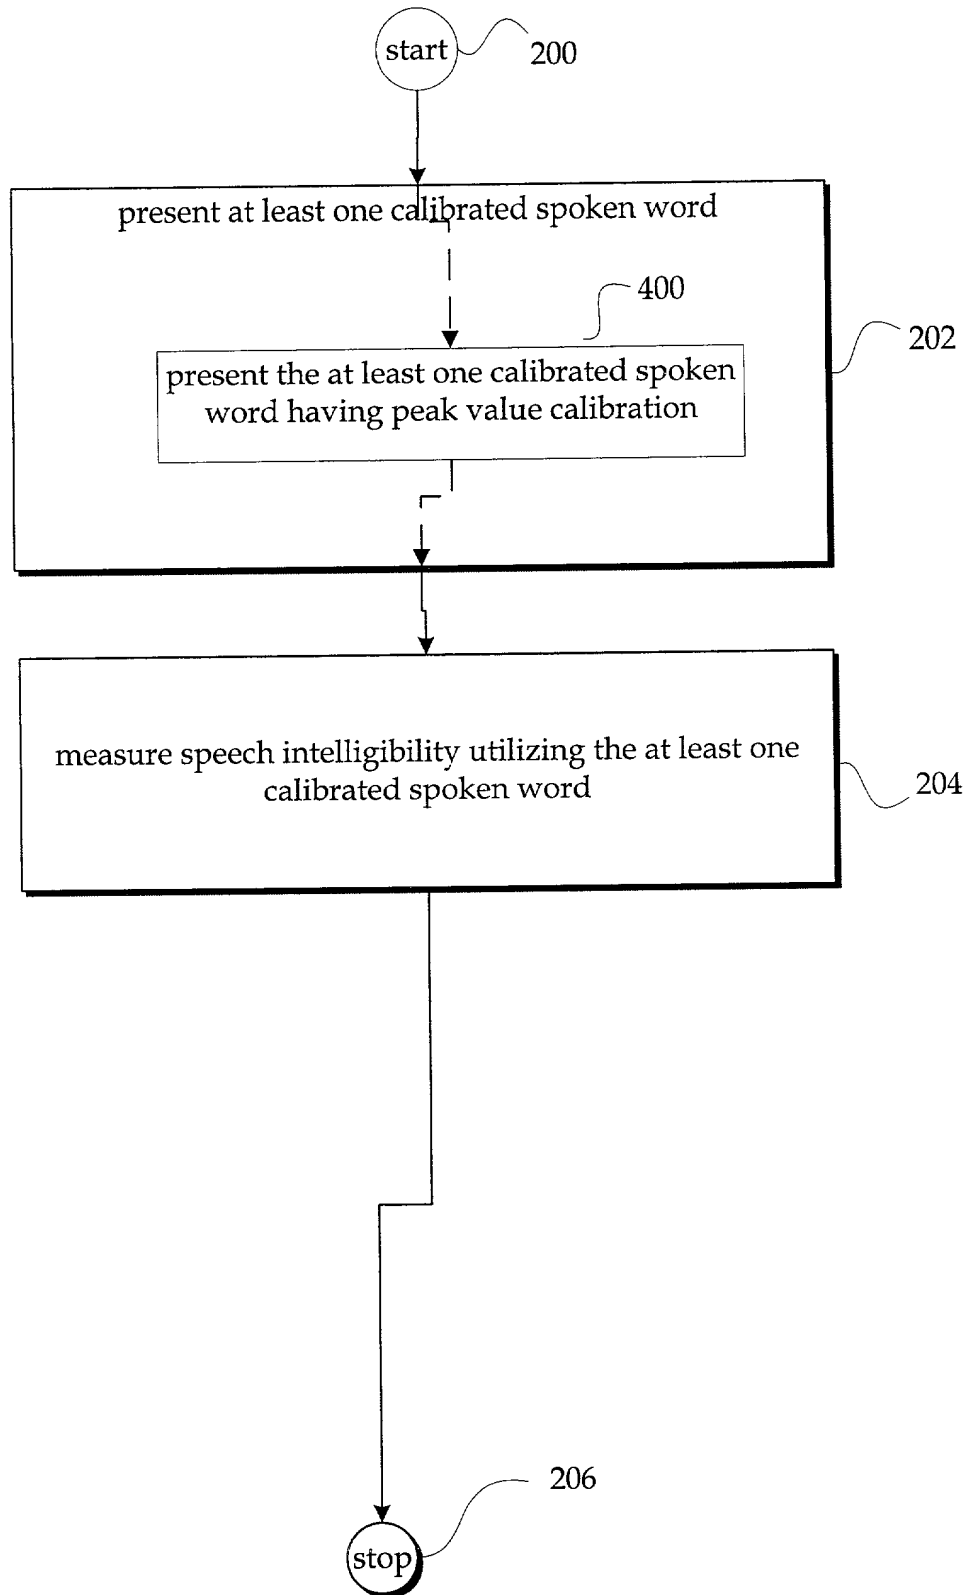 start
200
present at least one calibrated spoken word
400
202
present the at least one calibrated spoken
word having peak value calibration
measure speech intelligibility utilizing the at least one
calibrated spoken word
204
206
stop